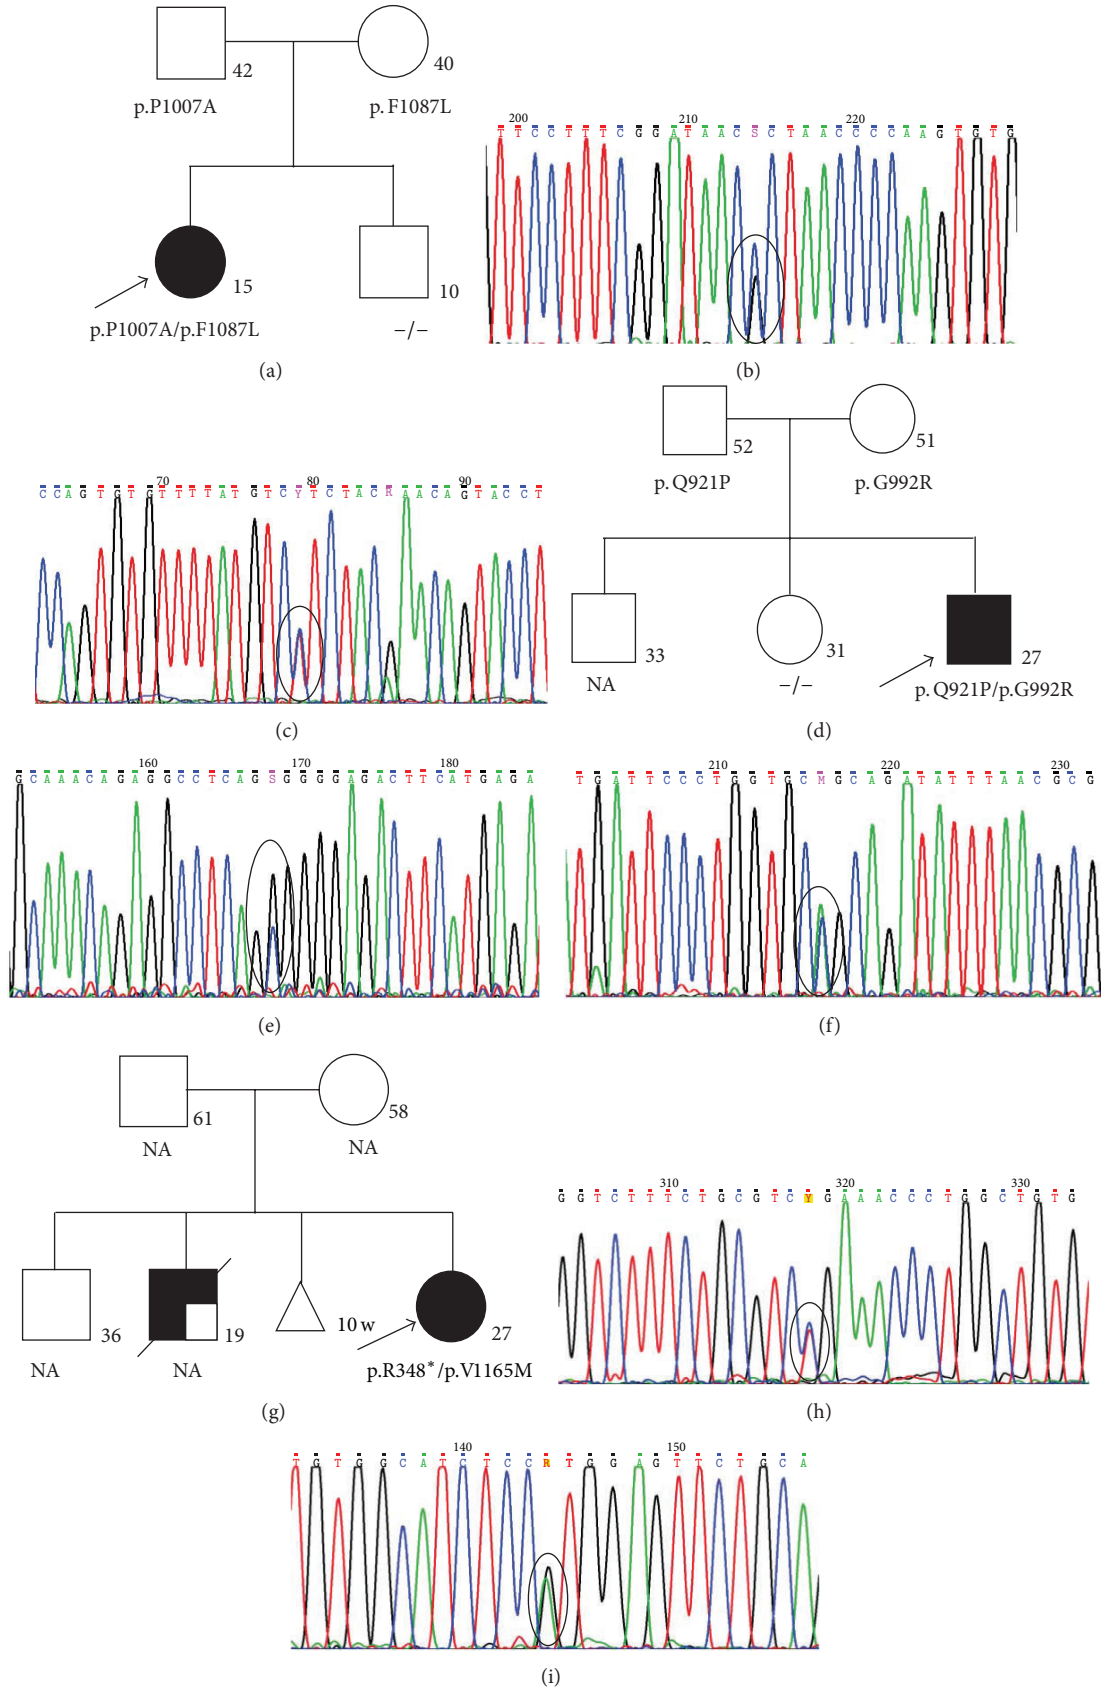 42
40
p.P1007A
p.F1087L
15
10
p.P1007A/p.F1087L
−/−
(a)
200 210 220
T T C C T T T C G G A T A A C S C T A A C C C C A A G T G T G
(b)
70 80 90
C C A G T G T G T T T T A T G T C Y T C T A C R A A C A G T A C C T
(c)
52
51
p.Q921P
p.G992R
33
31
27
NA
−/−
p.Q921P/p.G992R
(d)
160 170 180
G C A A A C A G A G G C C T C A G S G G G G A G A C T T C A T G A G A
(e)
210 220 230
T G A T T C C C T G G T G C M G C A G A T A T T T A A C G C G
(f)
61
58
NA
NA
36
19
10 w
27
NA
NA
p.R348*/p.V1165M
(g)
310 320 330
G G T C T T T C T G C G T C Y G A A A C C C T G G C T G T G
(h)
140 150
T G T G G C A T C T C C R T G G A G T T C T G C A
(i)